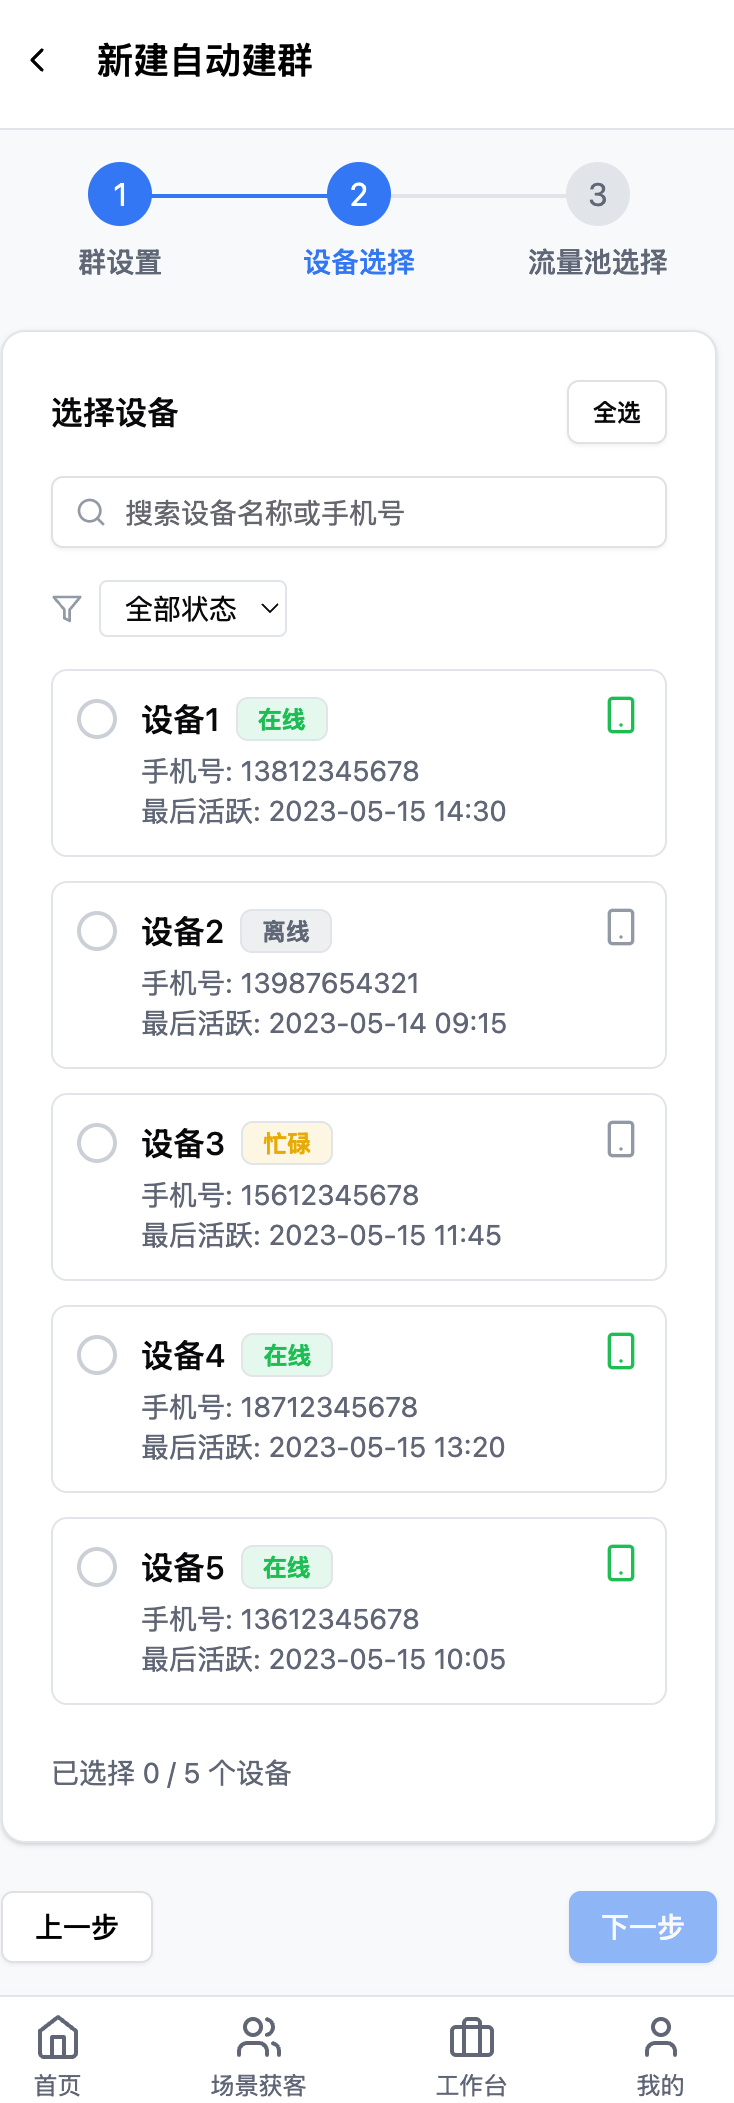 新建自动建群
1
2
3
群设置
设备选择
流量池选择
选择设备
全选
搜索设备名称或手机号
全部状态
设备1 在线
手机号: 13812345678
最后活跃: 2023-05-15 14:30
设备2 离线
手机号: 13987654321
最后活跃: 2023-05-14 09:15
设备3 忙碌
手机号: 15612345678
最后活跃: 2023-05-15 11:45
设备4 在线
手机号: 18712345678
最后活跃: 2023-05-15 13:20
设备5 在线
手机号: 13612345678
最后活跃: 2023-05-15 10:05
已选择 0 / 5 个设备
上一步
下一步
首页
场景获客
工作台
我的